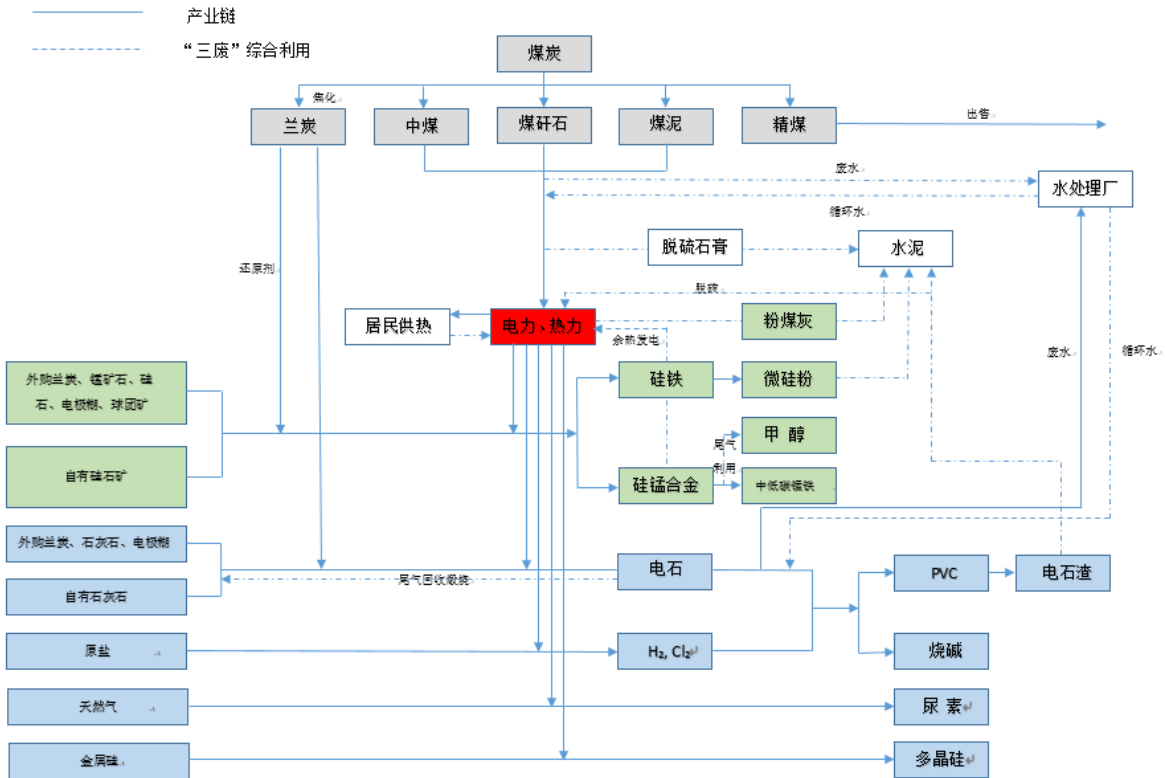 产业链
“三废”综合利用
煤炭
焦化
兰炭
中煤
煤矸石
煤泥
精煤
出售
废水
水处理厂
循环水
脱硫石膏
水泥
还原剂
脱硫
居民供热
电力、热力
粉煤灰
余热发电
废水
循环水
外购兰炭、锰矿石、硅
石、电极糊、球团矿
硅铁
微硅粉
甲 醇
尾气
利用
自有硅石矿
硅锰合金
中低碳锰铁
外购兰炭、石灰石、电极糊
电石
PVC
电石渣
尾气回收煅烧
自有石灰石
原盐
H₂, Cl₂
烧碱
天然气
尿 素
金属硅
多晶硅